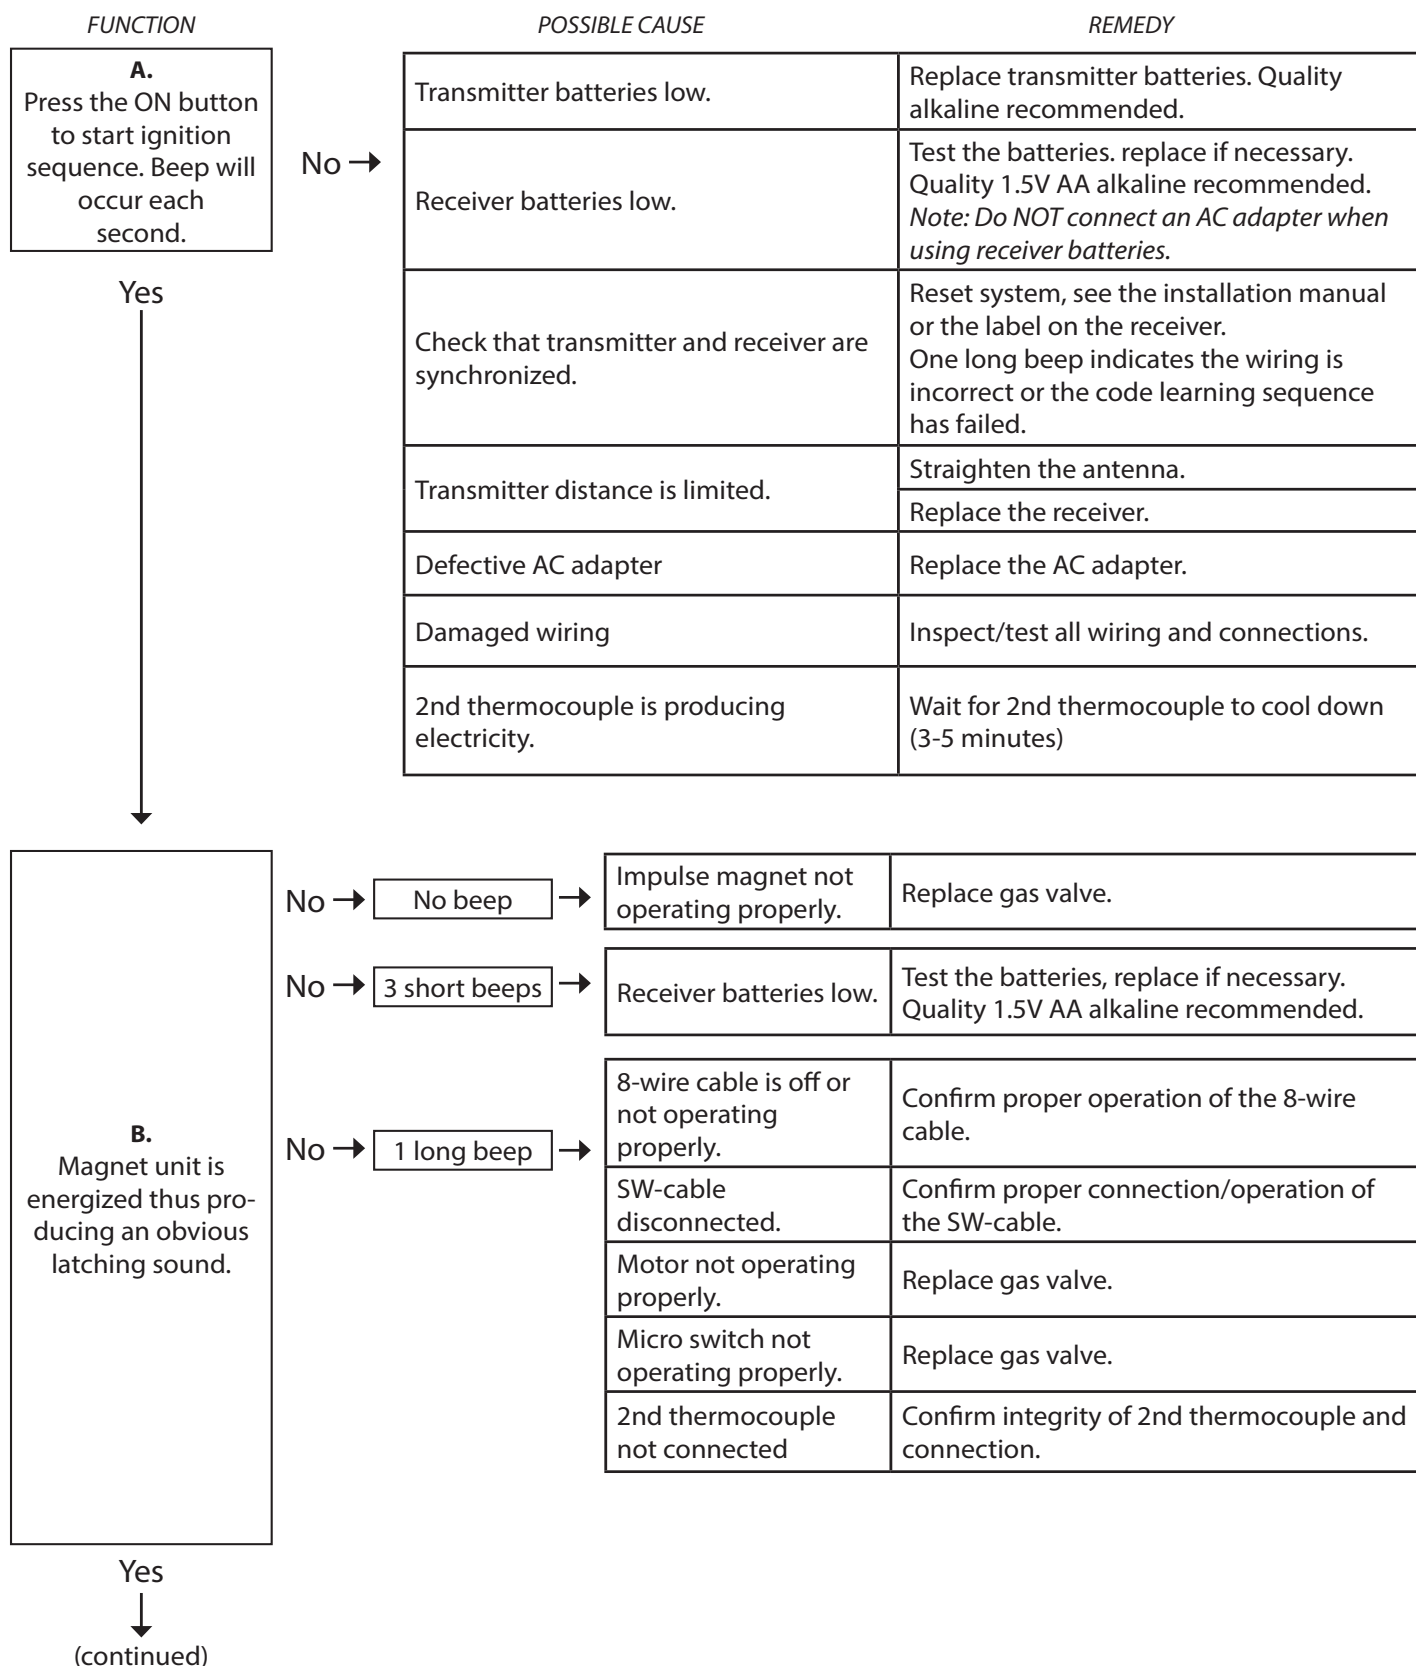 FUNCTION
POSSIBLE CAUSE
REMEDY
A.
Press the ON button
to start ignition
sequence. Beep will
occur each
second.
No
Transmitter batteries low.
Replace transmitter batteries. Quality
alkaline recommended.
Receiver batteries low.
Test the batteries. replace if necessary.
Quality 1.5V AA alkaline recommended.
Note: Do NOT connect an AC adapter when
using receiver batteries.
Check that transmitter and receiver are
synchronized.
Reset system, see the installation manual
or the label on the receiver.
One long beep indicates the wiring is
incorrect or the code learning sequence
has failed.
Transmitter distance is limited.
Straighten the antenna.
Replace the receiver.
Defective AC adapter
Replace the AC adapter.
Damaged wiring
Inspect/test all wiring and connections.
2nd thermocouple is producing
electricity.
Wait for 2nd thermocouple to cool down
(3-5 minutes)
Yes
B.
Magnet unit is
energized thus pro-
ducing an obvious
latching sound.
No
No beep
Impulse magnet not
operating properly.
Replace gas valve.
No
3 short beeps
Receiver batteries low.
Test the batteries, replace if necessary.
Quality 1.5V AA alkaline recommended.
No
1 long beep
8-wire cable is off or
not operating
properly.
Confirm proper operation of the 8-wire
cable.
SW-cable
disconnected.
Confirm proper connection/operation of
the SW-cable.
Motor not operating
properly.
Replace gas valve.
Micro switch not
operating properly.
Replace gas valve.
2nd thermocouple
not connected
Confirm integrity of 2nd thermocouple and
connection.
Yes
(continued)